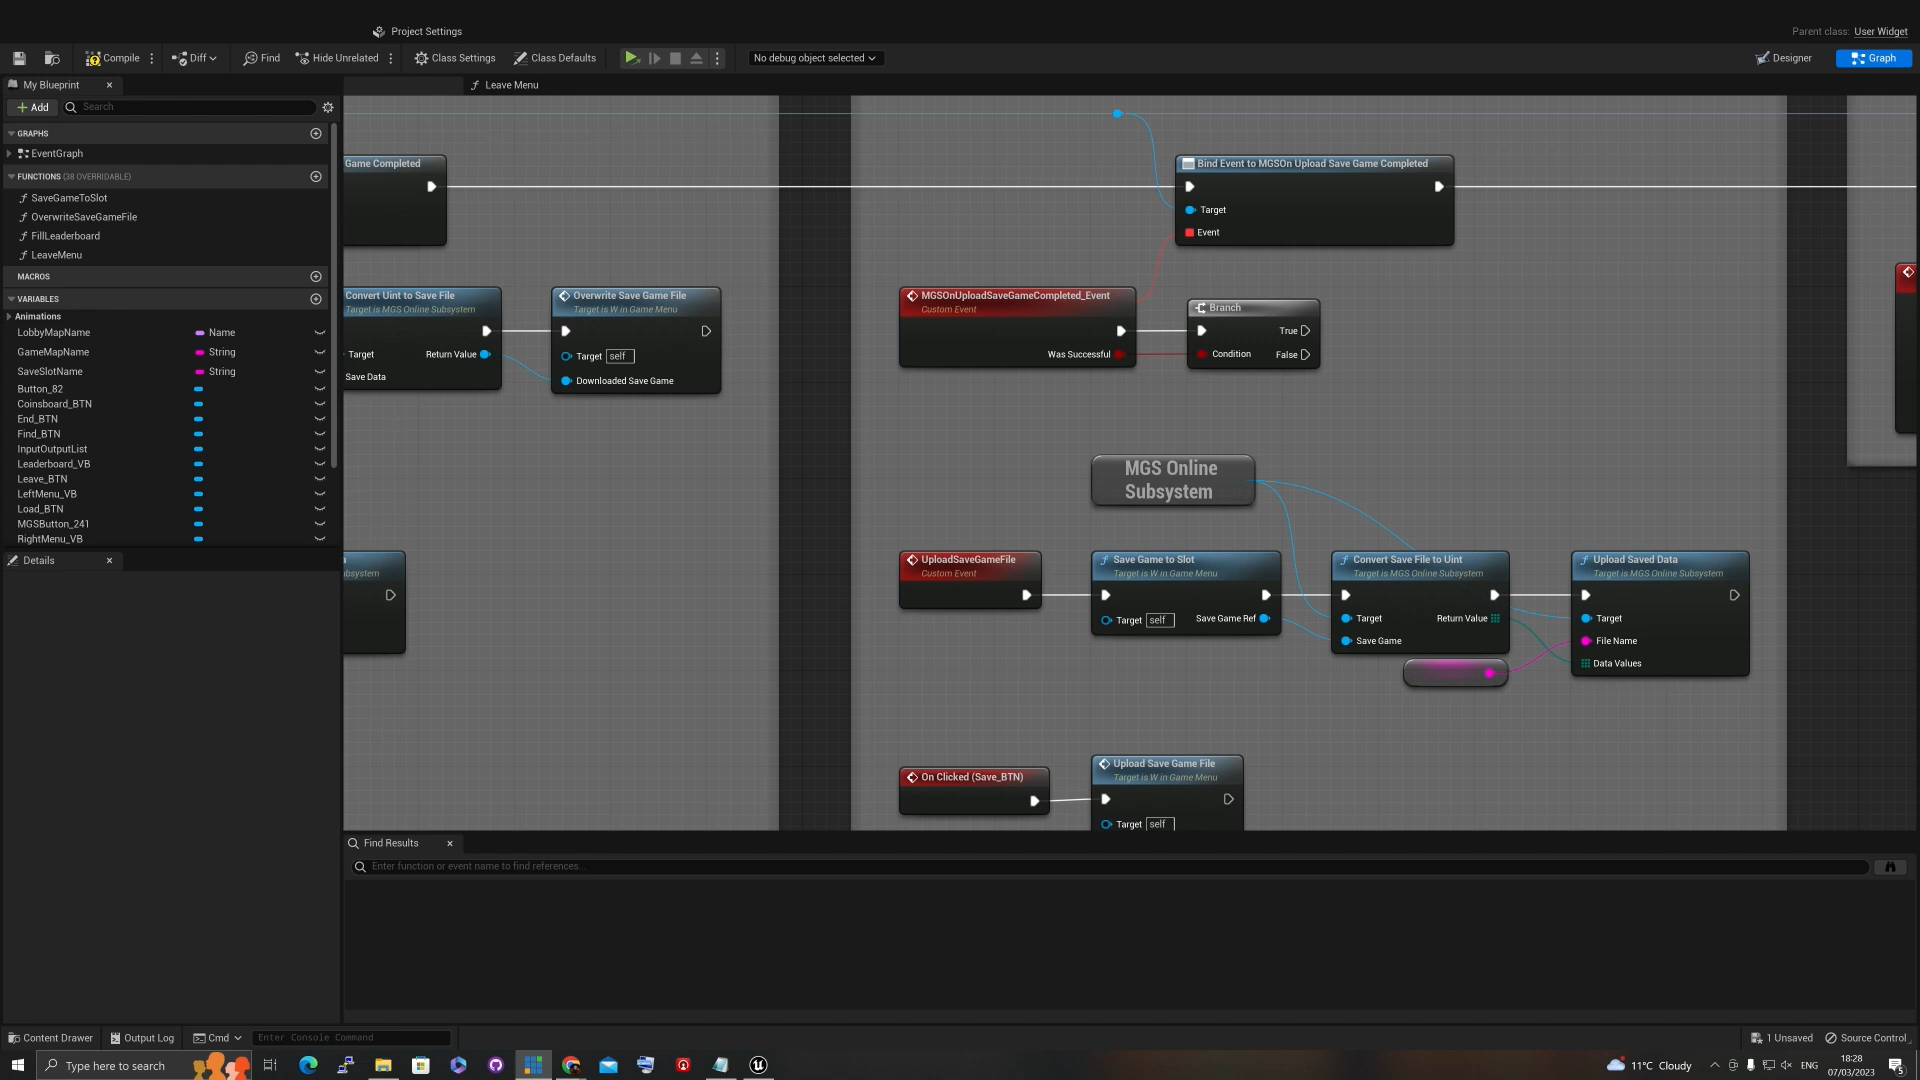 Project Settings
Parent class: User Widget
Compile
Diff
Find
Hide Unrelated
Class Settings
Class Defaults
No debug object selected
Designer
Graph
My Blueprint
Leave Menu
Add
Search
GRAPHS
EventGraph
FUNCTIONS (38 OVERRIDABLE)
SaveGameToSlot
OverwriteSaveGameFile
FillLeaderboard
LeaveMenu
MACROS
VARIABLES
Animations
LobbyMapName Name
GameMapName String
SaveSlotName String
Button_82
Coinsboard_BTN
End_BTN
Find_BTN
InputOutputList
Leaderboard_VB
Leave_BTN
LeftMenu_VB
Load_BTN
MGSButton_241
RightMenu_VB
Details
Game Completed
Convert Uint to Save File
Target is MGS Online Subsystem
Target
Return Value
Save Data
Overwrite Save Game File
Target is W in Game Menu
Target self
Downloaded Save Game
Bind Event to MGSOn Upload Save Game Completed
Target
Event
MGSOnUploadSaveGameCompleted_Event
Custom Event
Was Successful
Branch
True
Condition
False
MGS Online
Subsystem
UploadSaveGameFile
Custom Event
Save Game to Slot
Target is W in Game Menu
Target self
Save Game Ref
Convert Save File to Uint
Target is MGS Online Subsystem
Target
Return Value
Save Game
Upload Saved Data
Target is MGS Online Subsystem
Target
File Name
Data Values
On Clicked (Save_BTN)
Upload Save Game File
Target is W in Game Menu
Target self
Find Results
Enter function or event name to find references...
Content Drawer
Output Log
Cmd
Enter Console Command
1 Unsaved
Source Control
Type here to search
11°C Cloudy
ENG
18:28
07/03/2023
5